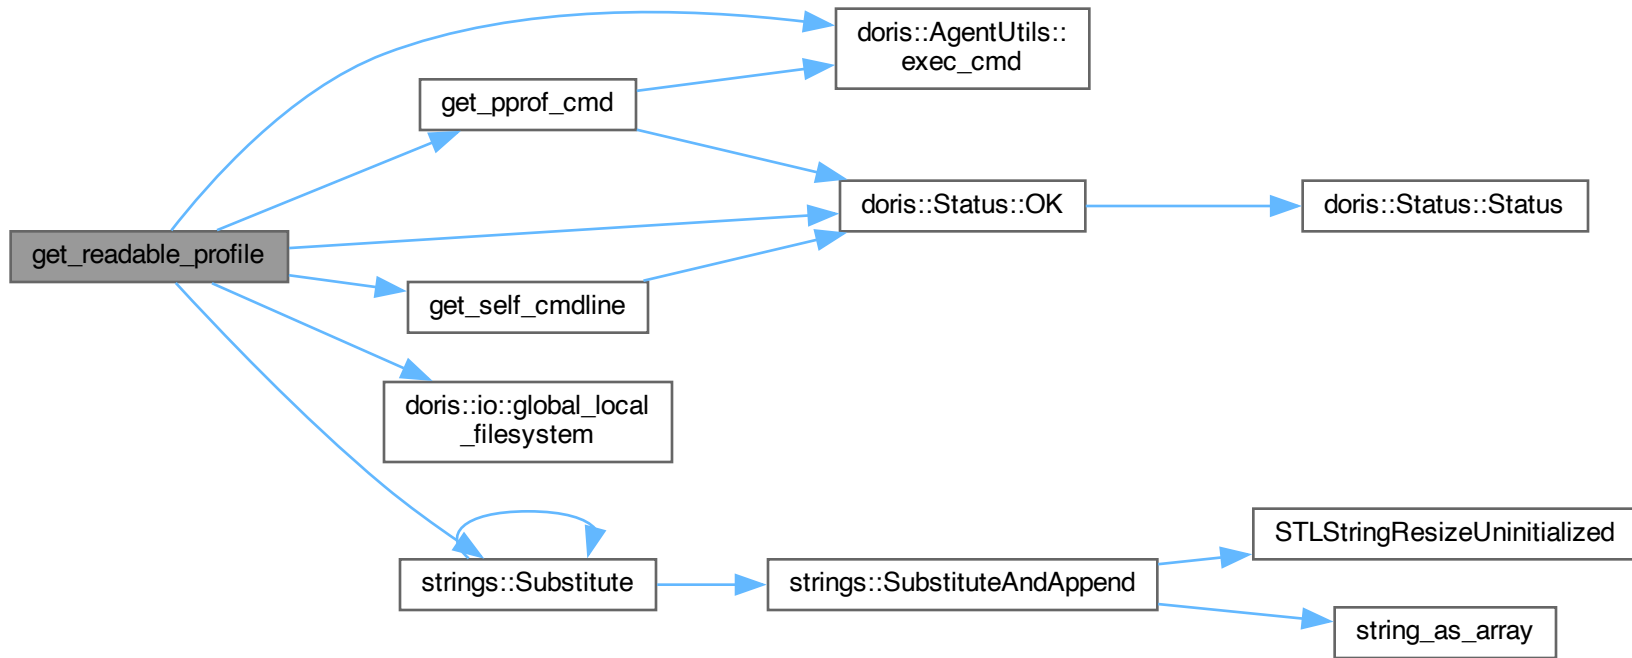 doris::AgentUtils::
exec_cmd
get_pprof_cmd
doris::Status::OK
doris::Status::Status
get_readable_profile
get_self_cmdline
doris::io::global_local
_filesystem
STLStringResizeUninitialized
strings::Substitute
strings::SubstituteAndAppend
string_as_array